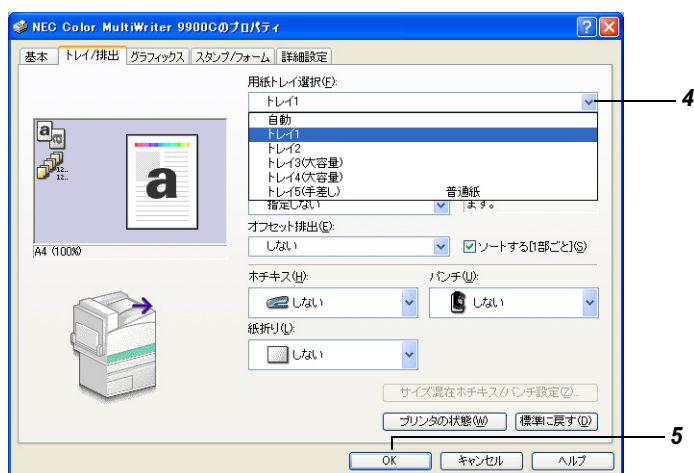 NEC Color MultiWriter 9900Cのプロパティ
基本 トレイ/排出 グラフィックス スタンプ/フォーム 詳細設定
用紙トレイ選択(F):
トレイ1
4
自動
トレイ1
トレイ2
トレイ3(大容量)
トレイ4(大容量)
トレイ5(手差し) 普通紙
指定しない ます。
a
a
12..
12..
a
A4 (100%)
オフセット排出(E):
しない ソートする[1部ごと](S)
ホチキス(H): パンチ(U):
しない しない
紙折り(L):
しない
サイズ混在ホチキス/パンチ設定(Z)...
プリンタの状態(W) 標準に戻す(D)
5
OK キャンセル ヘルプ